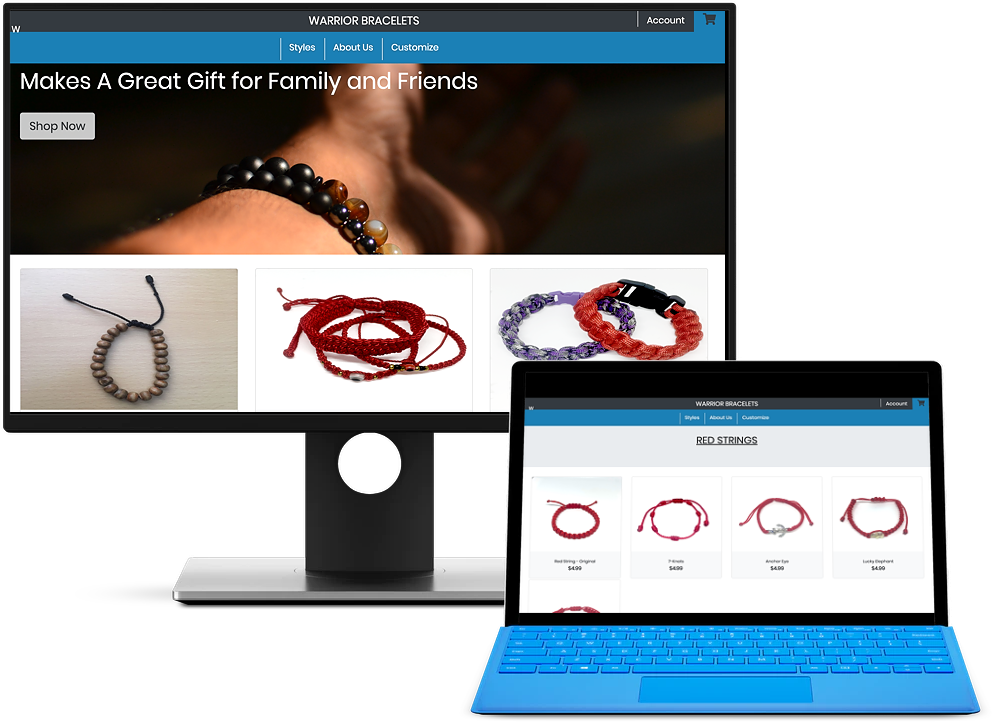 WARRIOR BRACELETS
Account
W
Styles
About Us
Customize
Makes A Great Gift for Family and Friends
Shop Now
WARRIOR BRACELETS
Account
W
Styles
About Us
Customize
RED STRINGS
Red String - Original
$4.99
7-Knots
$4.99
Anchor Eye
$4.99
Lucky Elephant
$4.99